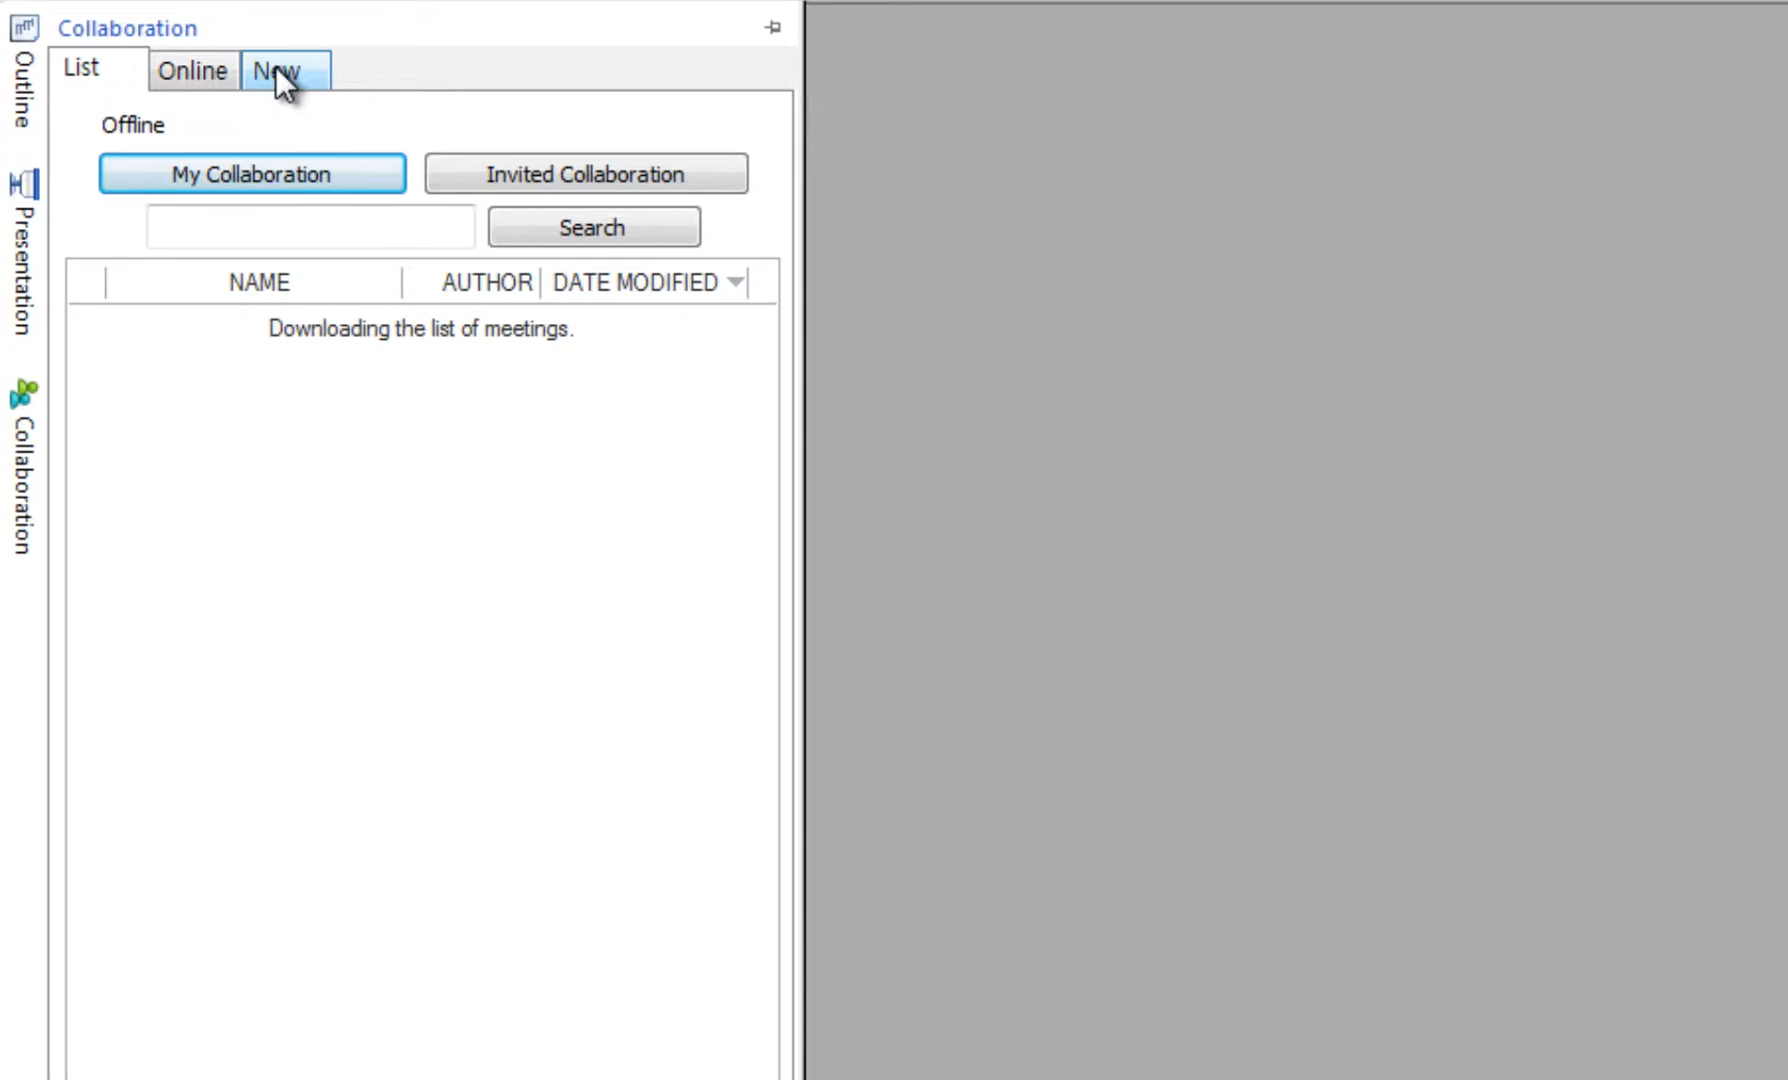 Collaboration
List
Online
New
Offline
My Collaboration
Invited Collaboration
Search
NAME
AUTHOR
DATE MODIFIED
Downloading the list of meetings.
Outline
Presentation
Collaboration